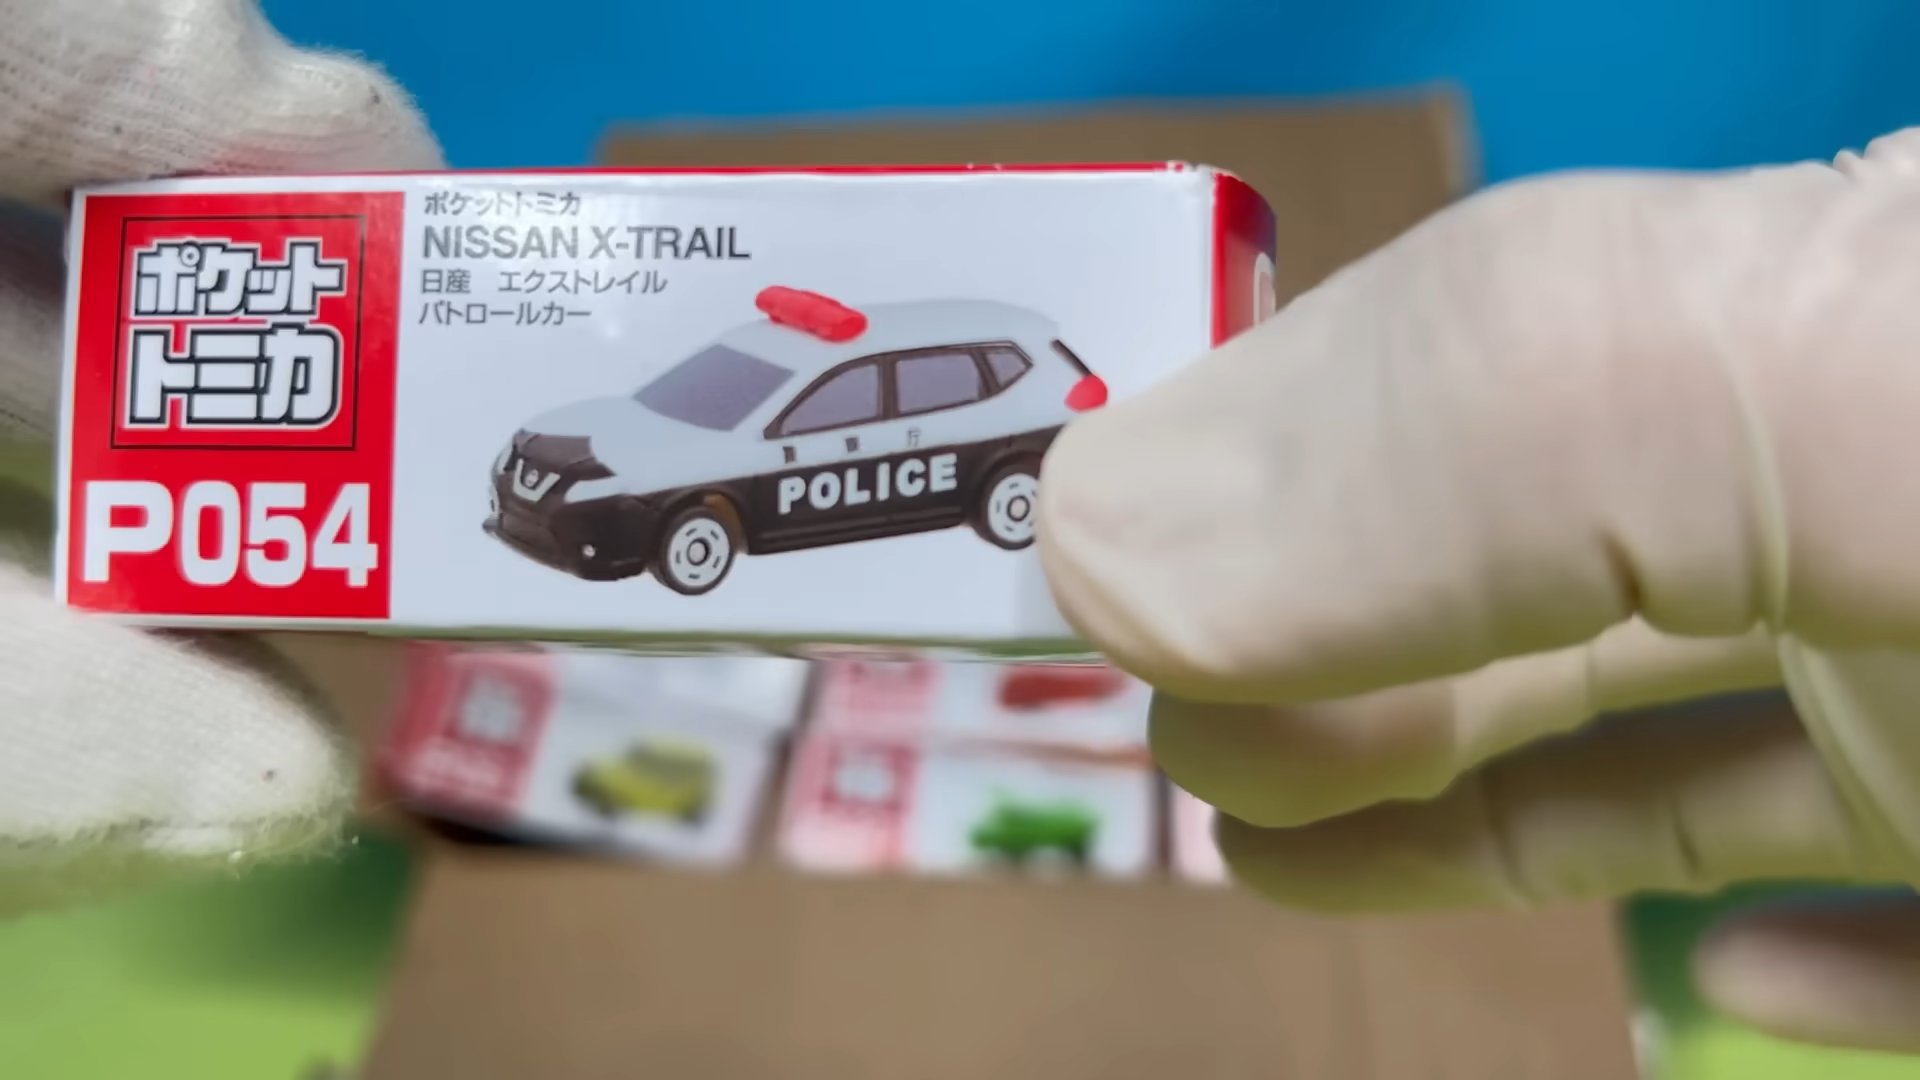 ポケット
トミカ
P054
ポケットトミカ
NISSAN X-TRAIL
日産　エクストレイル
パトロールカー
POLICE